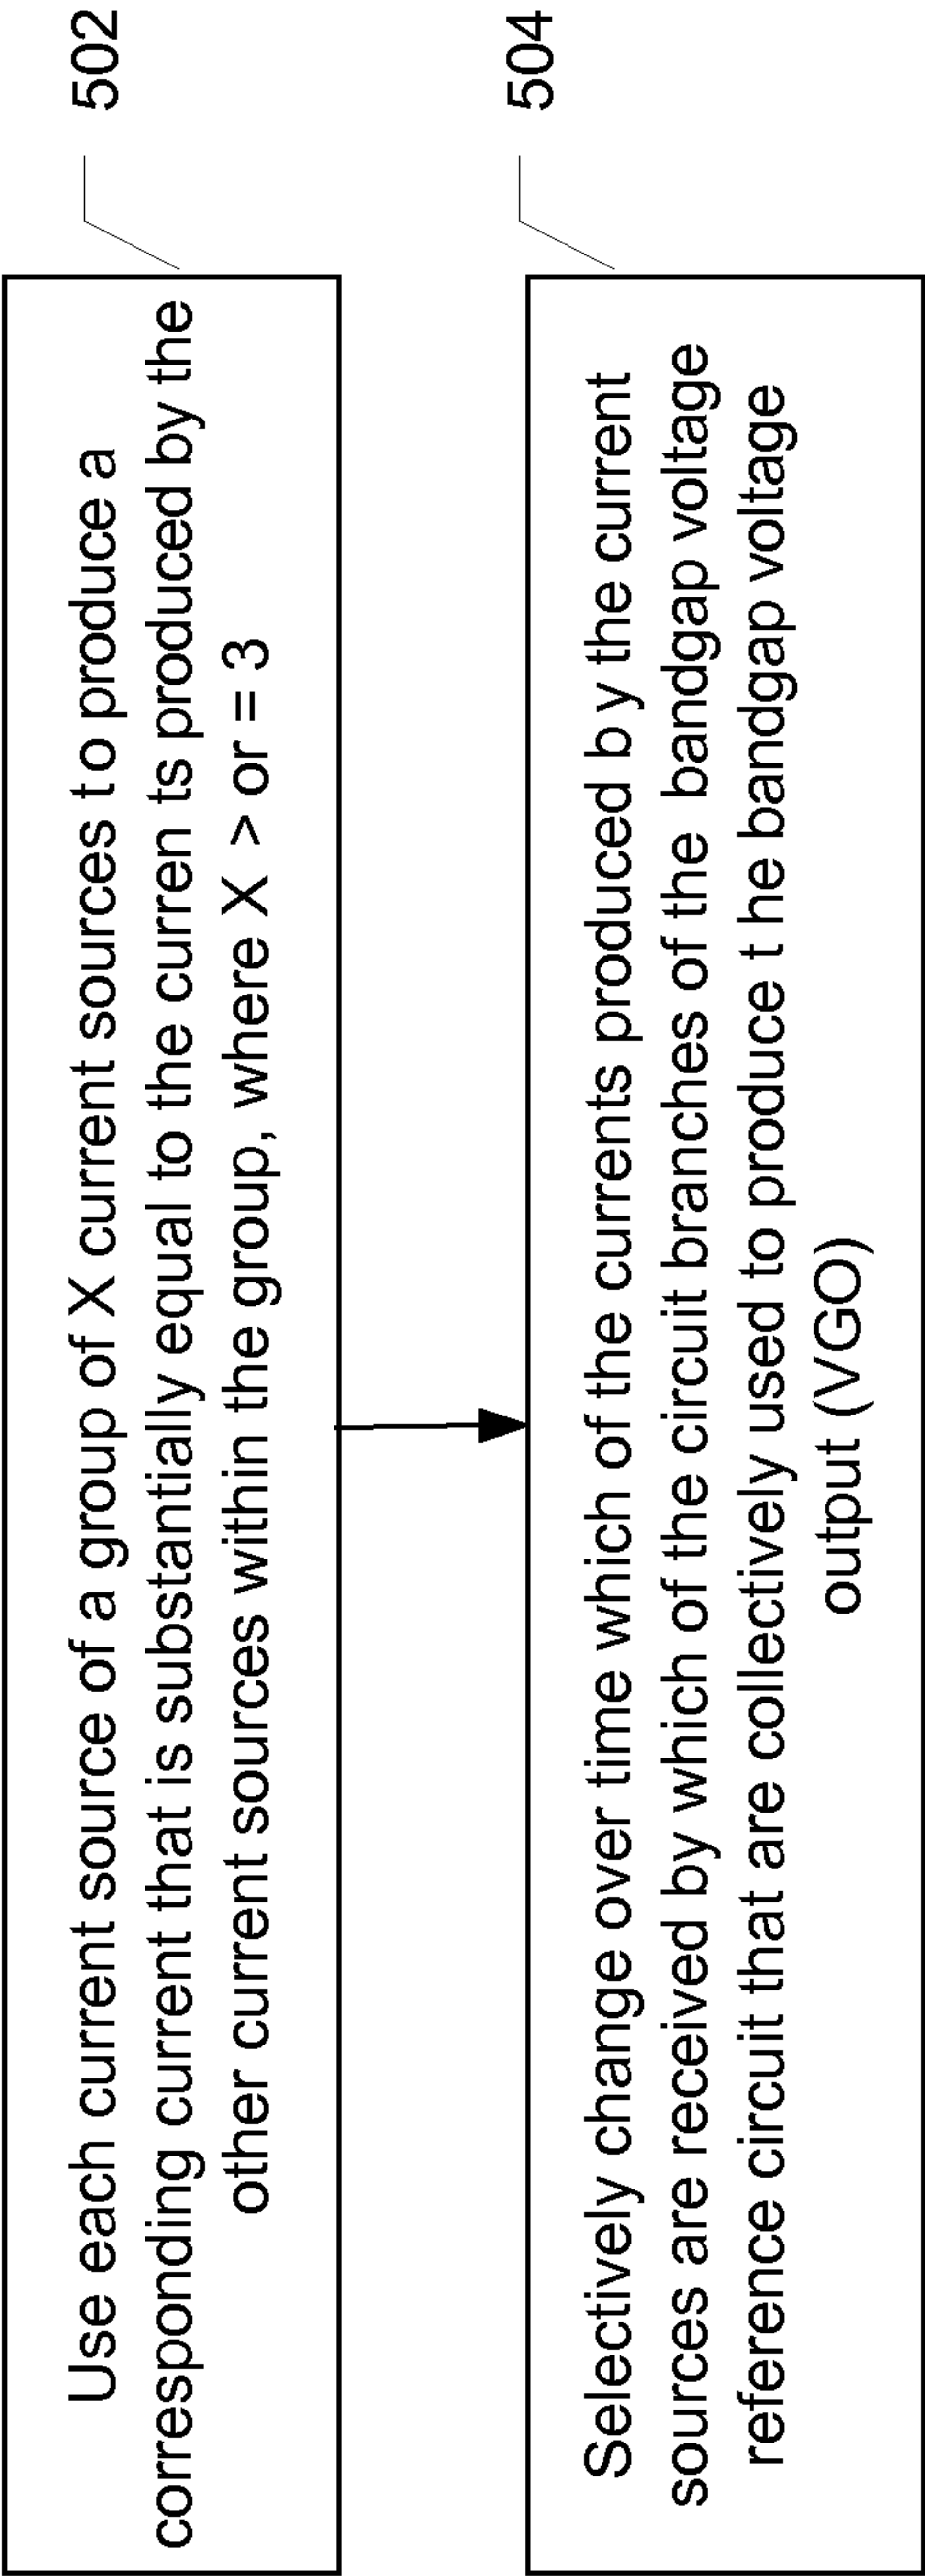 Use each current source of a group of X current sources to produce a
corresponding current that is substantially equal to the curren ts produced by the
other current sources within the group, where X > or = 3
502
Selectively change over time which of the currents produced b y the current
sources are received by which of the circuit branches of the bandgap voltage
reference circuit that are collectively used to produce t he bandgap voltage
output (VGO)
504